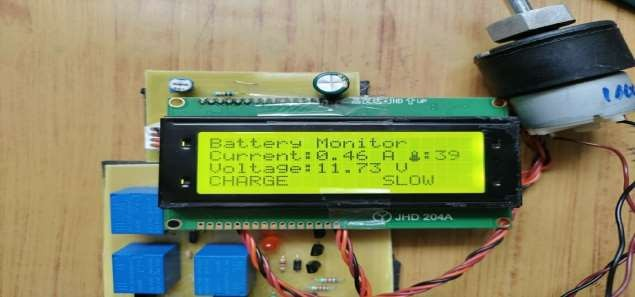 Battery Monitor
Current:0.46 A 🌡:39
Voltage:11.73 V
CHARGE SLOW
JHD 204A